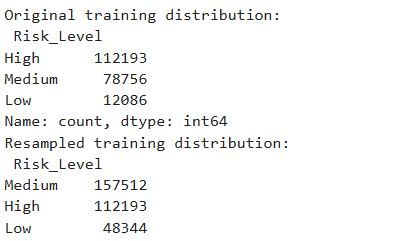 Original training distribution:
 Risk_Level
High      112193
Medium     78756
Low        12086
Name: count, dtype: int64
Resampled training distribution:
 Risk_Level
Medium    157512
High      112193
Low        48344